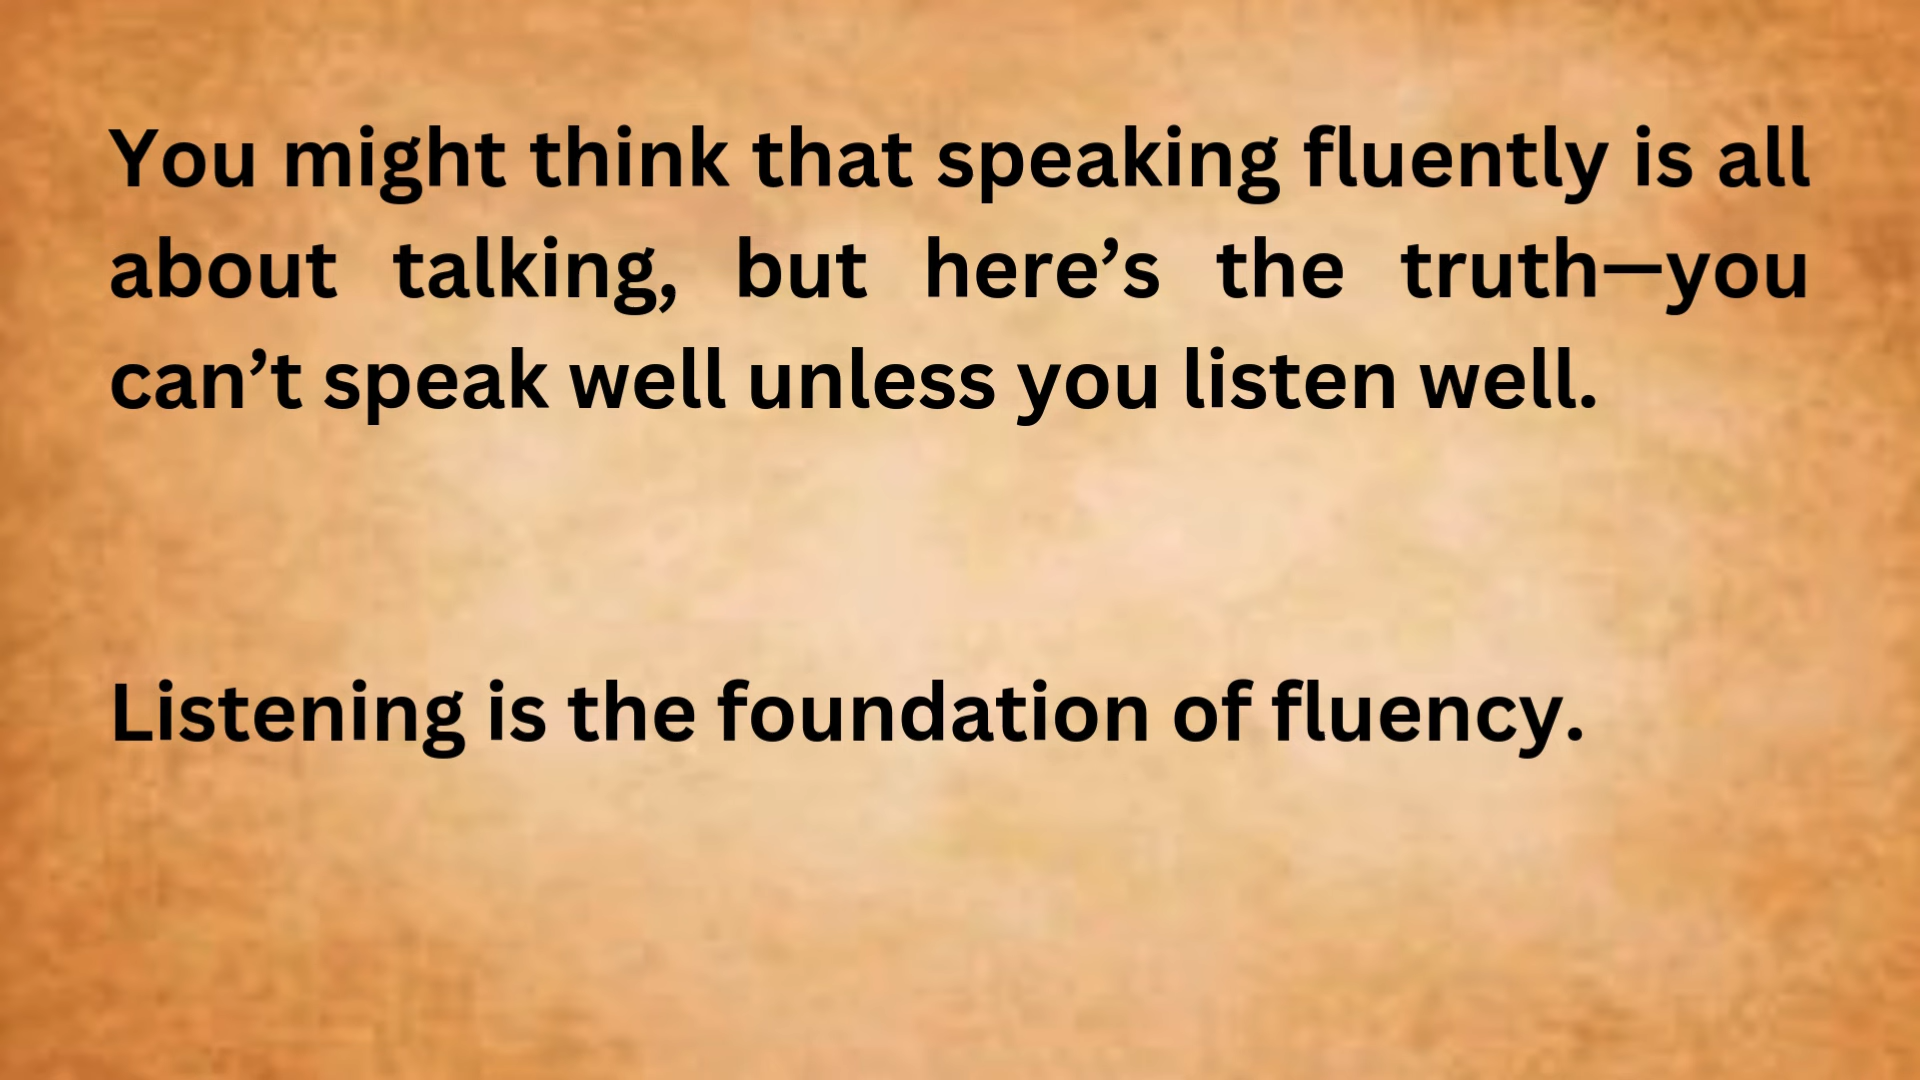 You might think that speaking fluently is all
about talking, but here’s the truth—you
can’t speak well unless you listen well.
Listening is the foundation of fluency.